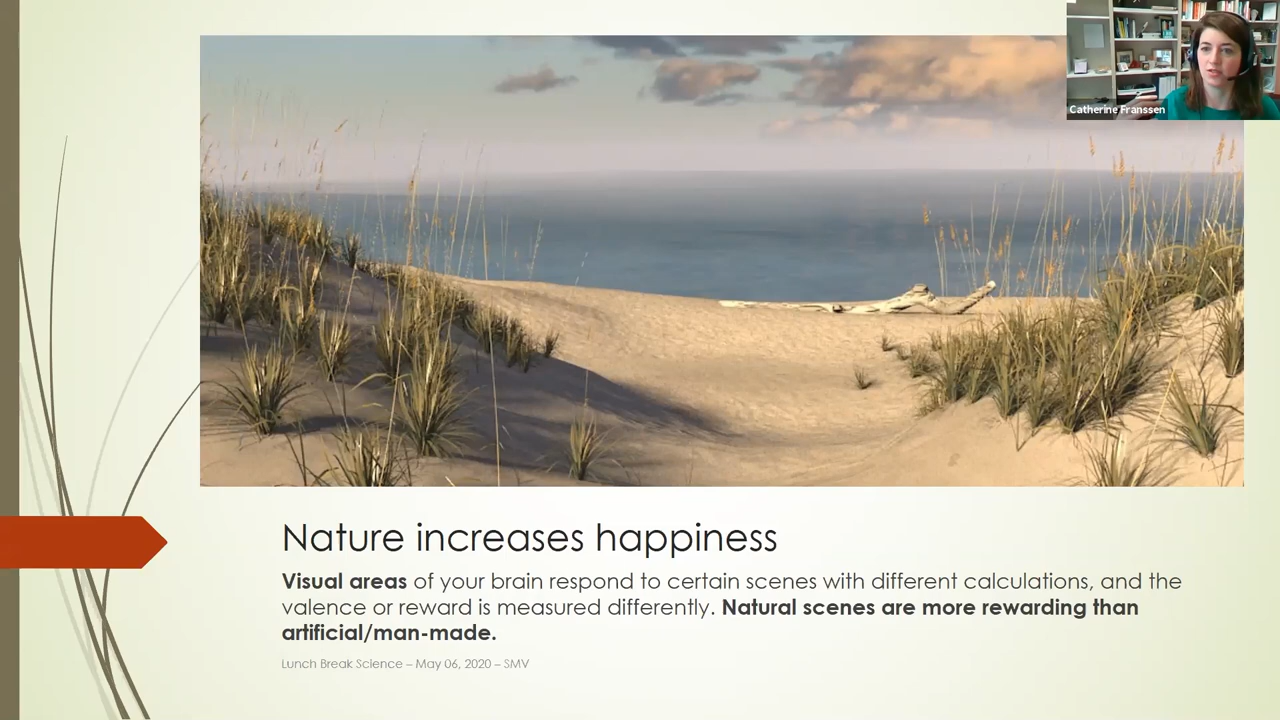 Catherine Franssen
Nature increases happiness
Visual areas of your brain respond to certain scenes with different calculations, and the
valence or reward is measured differently. Natural scenes are more rewarding than
artificial/man-made.
Lunch Break Science – May 06, 2020 – SMV